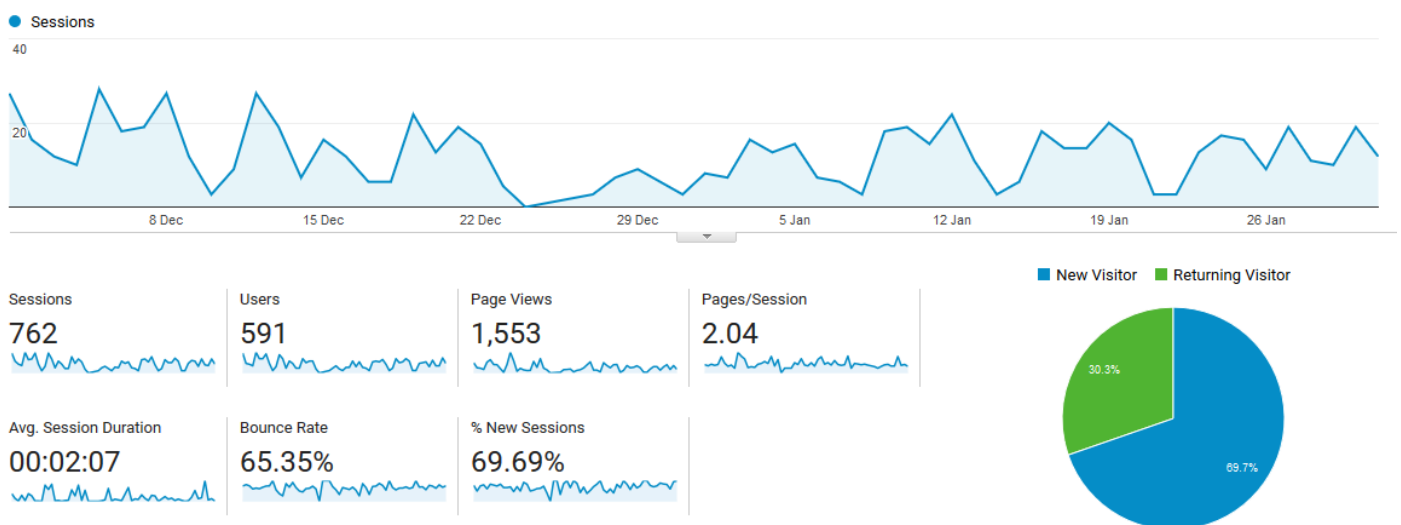 Sessions
40
20
8 Dec 15 Dec 22 Dec 29 Dec 5 Jan 12 Jan 19 Jan 26 Jan
New Visitor Returning Visitor
Sessions Users Page Views Pages/Session
762 591 1,553 2.04
30.3%
Avg. Session Duration Bounce Rate % New Sessions
00:02:07 65.35% 69.69%
69.7%